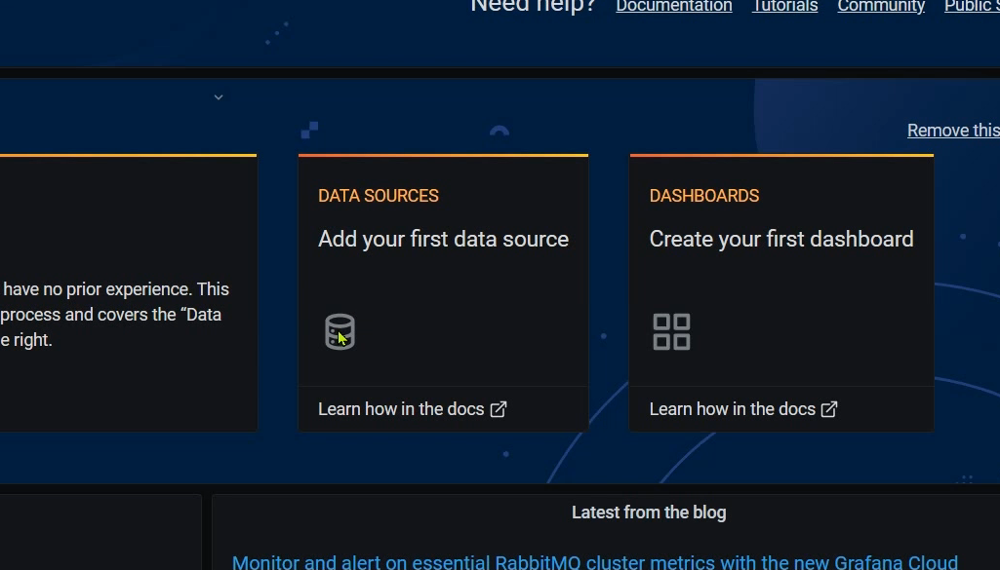 Need help? Documentation Tutorials Community Public
Remove this
DATA SOURCES
Add your first data source
Learn how in the docs
DASHBOARDS
Create your first dashboard
Learn how in the docs
have no prior experience. This
process and covers the “Data
e right.
Latest from the blog
Monitor and alert on essential RabbitMQ cluster metrics with the new Grafana Cloud